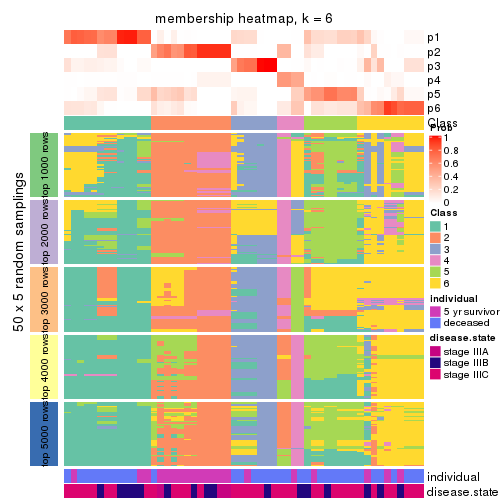 membership heatmap, k = 6
p1
p2
p3
p4
p5
p6
Class
50 x 5 random samplings
top 1000 rows
top 2000 rows
top 3000 rows
top 4000 rows
top 5000 rows
individual
disease.state
Prob
1
0.8
0.6
0.4
0.2
0
Class
1
2
3
4
5
6
individual
5 yr survivor
deceased
disease.state
stage IIIA
stage IIIB
stage IIIC